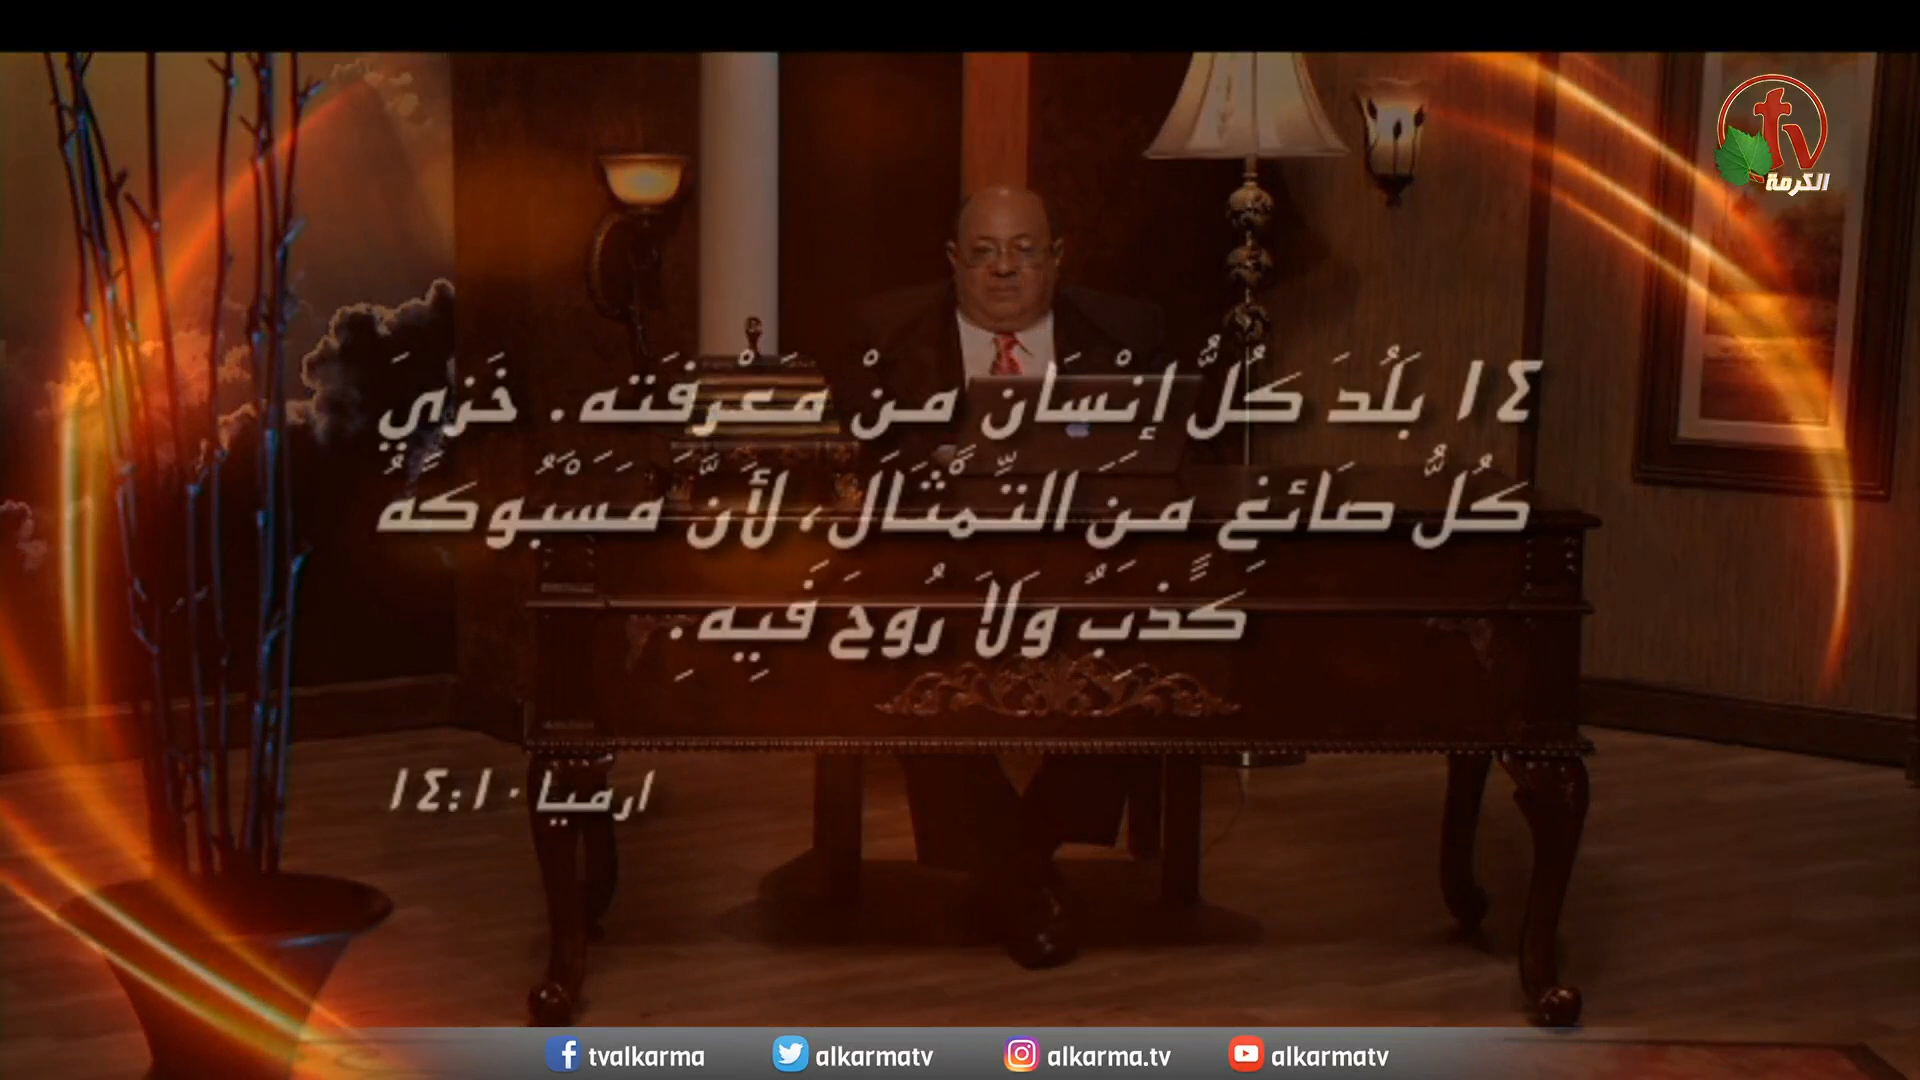 tv
الكرمة
١٤ بَلُدَ كُلُّ إِنْسَانٍ مِنْ مَعْرِفَتِهِ. خَزِيَ
كُلُّ صَائِغٍ مِنَ التِّمْثَالِ، لأَنَّ مَسْبُوكَهُ
كَذِبٌ وَلاَ رُوحَ فِيهِ.
ارميا ١٤:١٠
tvalkarma
alkarmatv
alkarma.tv
alkarmatv